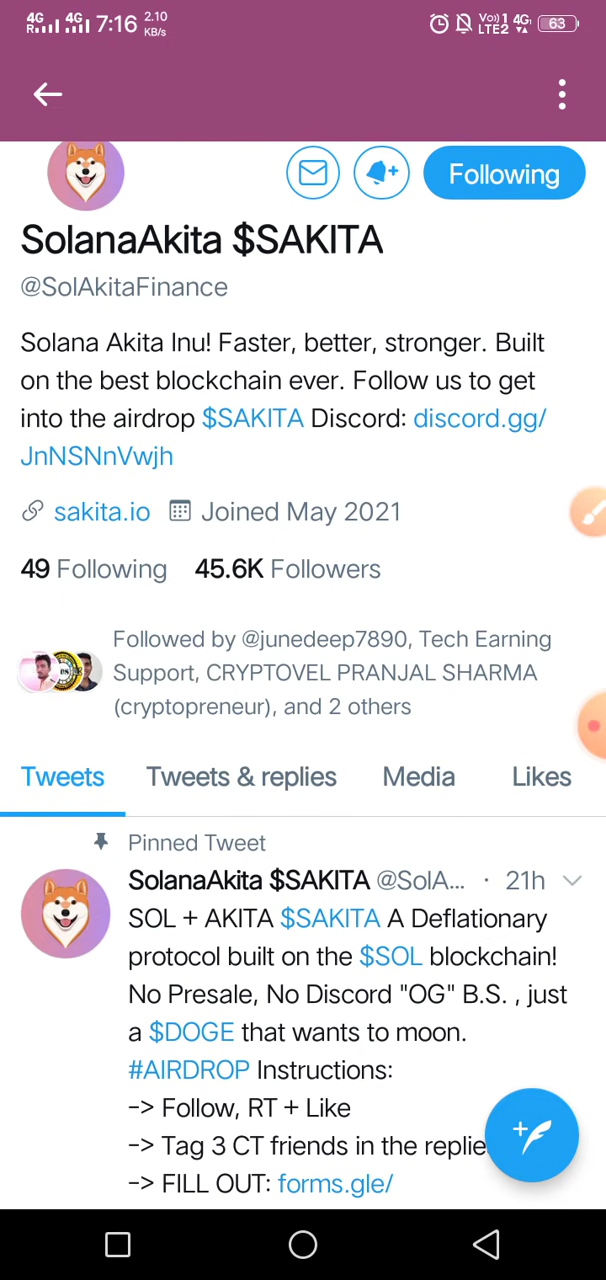 4G 4G 7:16 2.10 KB/s Vo)) 1 LTE2 4G 63
R
Following
SolanaAkita $SAKITA
@SolAkitaFinance
Solana Akita Inu! Faster, better, stronger. Built
on the best blockchain ever. Follow us to get
into the airdrop $SAKITA Discord: discord.gg/
JnNSNnVwjh
sakita.io Joined May 2021
49 Following 45.6K Followers
Followed by @junedeep7890, Tech Earning
Support, CRYPTOVEL PRANJAL SHARMA
(cryptopreneur), and 2 others
Tweets Tweets & replies Media Likes
Pinned Tweet
SolanaAkita $SAKITA @SolA... · 21h
SOL + AKITA $SAKITA A Deflationary
protocol built on the $SOL blockchain!
No Presale, No Discord "OG" B.S. , just
a $DOGE that wants to moon.
#AIRDROP Instructions:
-> Follow, RT + Like
-> Tag 3 CT friends in the replie
-> FILL OUT: forms.gle/